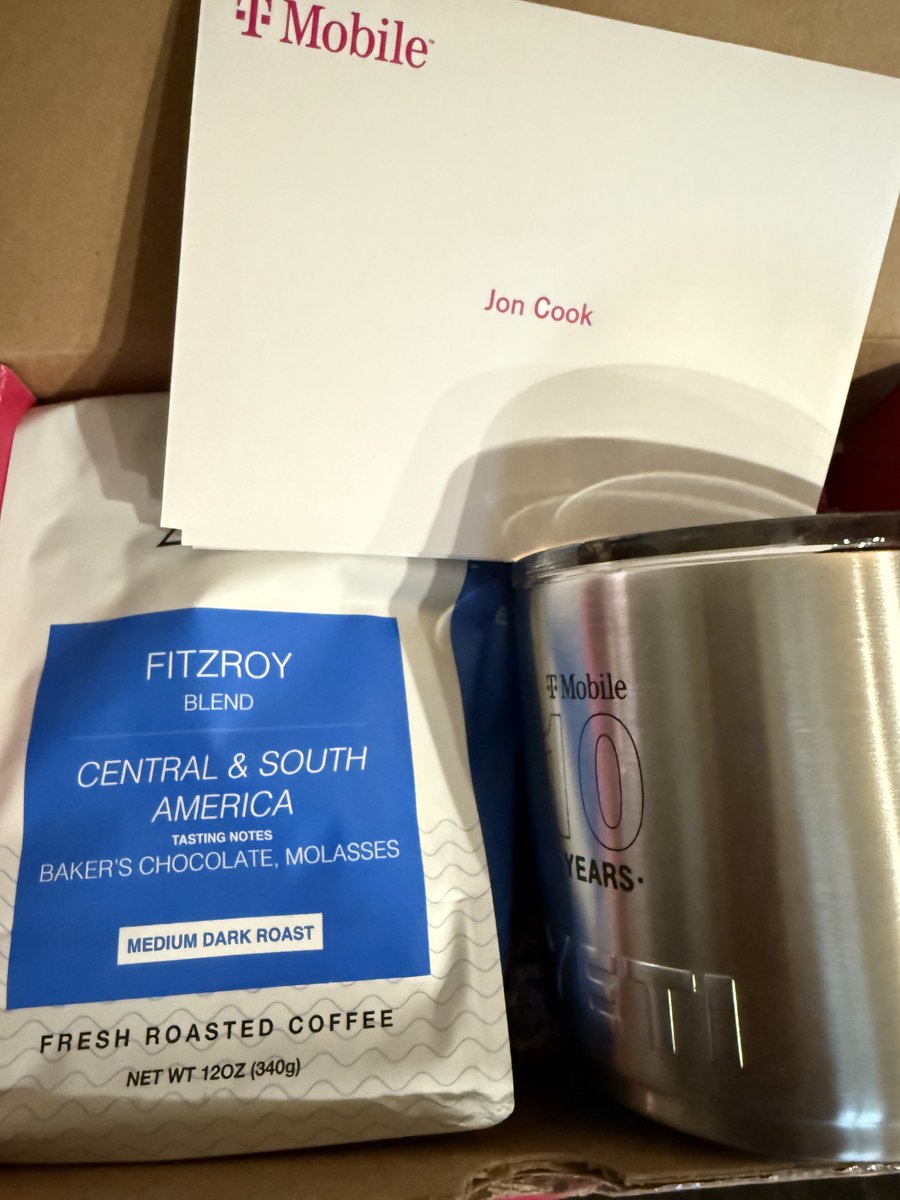 T Mobile
Jon Cook
FITZROY
BLEND
CENTRAL & SOUTH
AMERICA
TASTING NOTES
BAKER'S CHOCOLATE, MOLASSES
MEDIUM DARK ROAST
FRESH ROASTED COFFEE
NET WT 12OZ (340g)
T Mobile
10
YEARS·
YETI